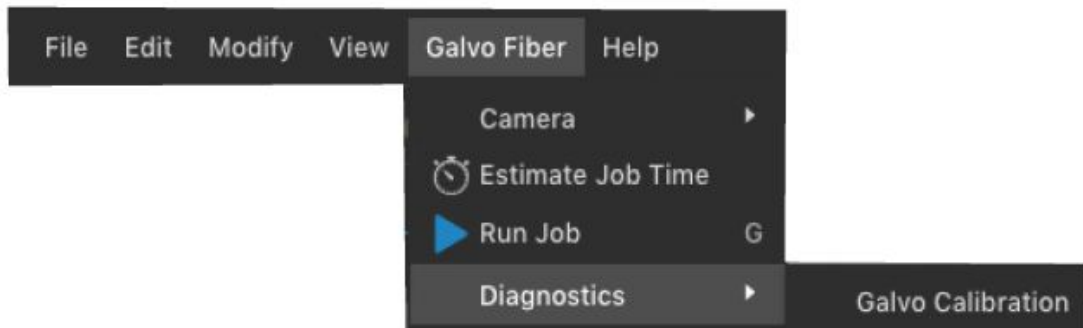 File Edit Modify View Galvo Fiber Help
Camera
Estimate Job Time
Run Job G
Diagnostics Galvo Calibration